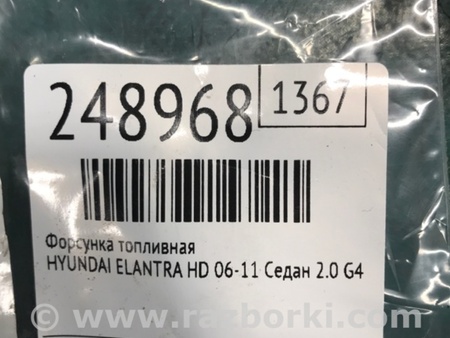 248968 1367
Форсунка топливная
HYUNDAI ELANTRA HD 06-11 Седан 2.0 G4
© www.razborki.com